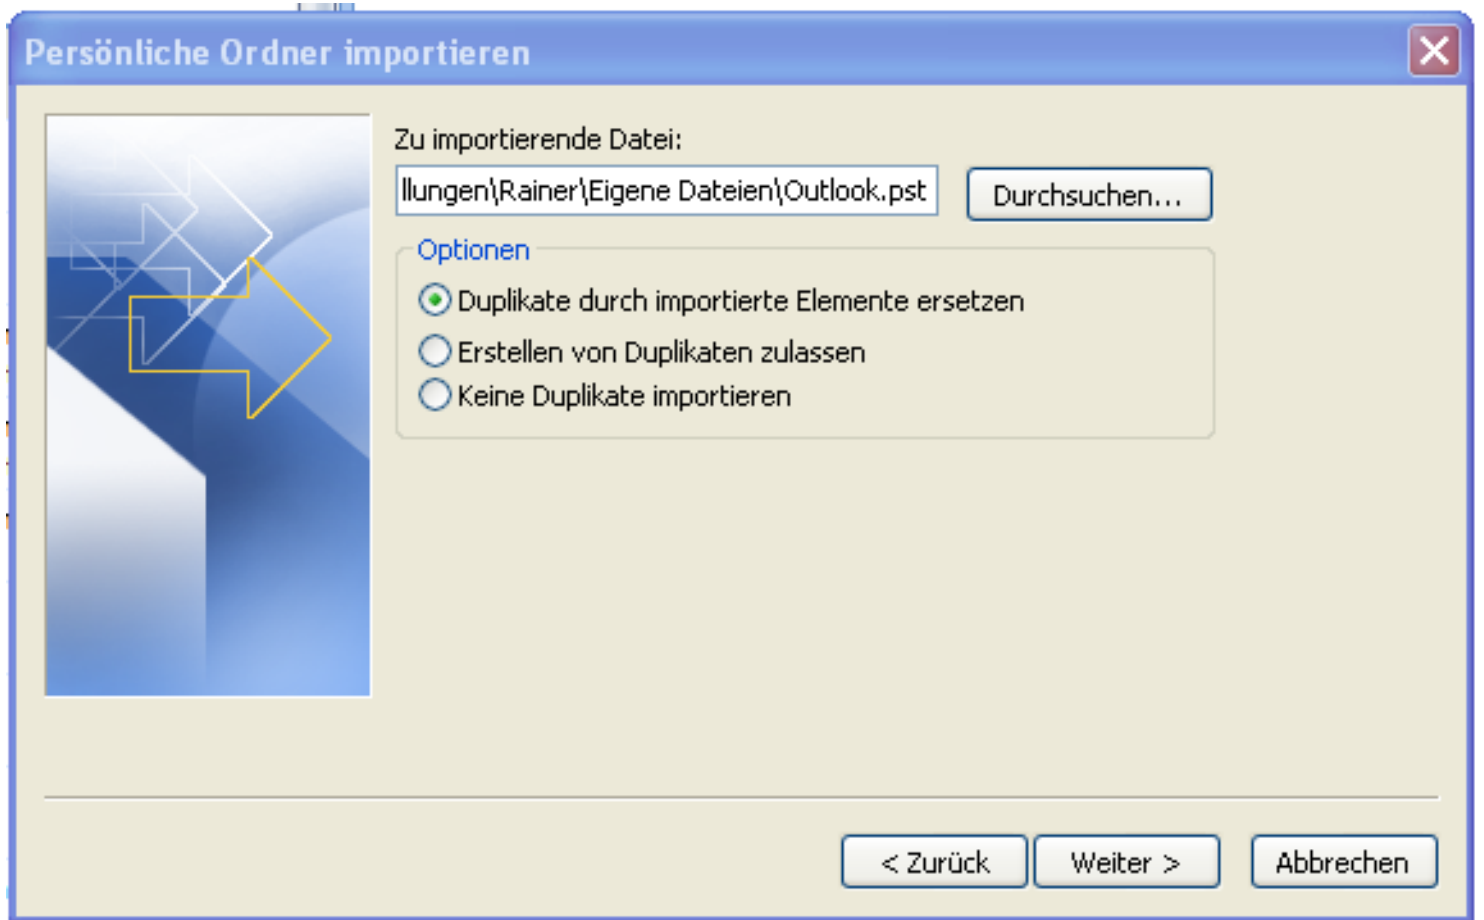 Persönliche Ordner importieren
Zu importierende Datei:
llungen\Rainer\Eigene Dateien\Outlook.pst
Durchsuchen...
Optionen
Duplikate durch importierte Elemente ersetzen
Erstellen von Duplikaten zulassen
Keine Duplikate importieren
< Zurück
Weiter >
Abbrechen